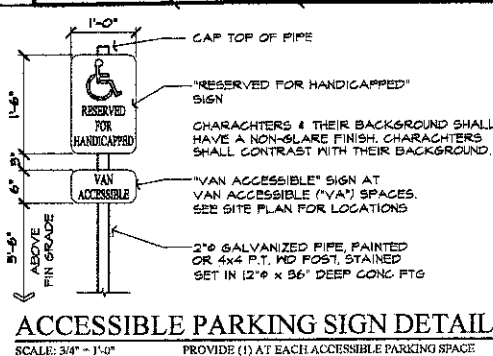 1'-0"
CAP TOP OF PIPE
1'-6"
RESERVED
FOR
HANDICAPPED
"RESERVED FOR HANDICAPPED"
SIGN
CHARACHTERS & THEIR BACKGROUND SHALL
HAVE A NON-GLARE FINISH. CHARACHTERS
SHALL CONTRAST WITH THEIR BACKGROUND.
3"
6"
VAN
ACCESSIBLE
"VAN ACCESSIBLE" SIGN AT
VAN ACCESSIBLE ("VA") SPACES.
SEE SITE PLAN FOR LOCATIONS
ABOVE
FIN GRADE
2"Φ GALVANIZED PIPE, PAINTED
OR 4x4 P.T. WD POST, STAINED
SET IN 12"Φ x 36" DEEP CONC FTG
ACCESSIBLE PARKING SIGN DETAIL
SCALE: 3/4" = 1'-0" PROVIDE (1) AT EACH ACCESSIBLE PARKING SPACE